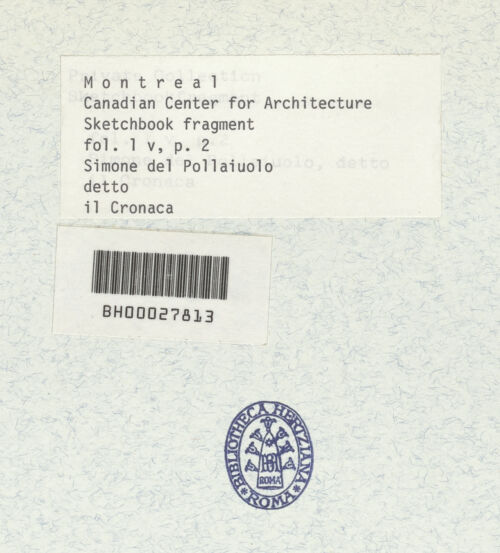 M o n t r e a l
Canadian Center for Architecture
Sketchbook fragment
fol. 1 v, p. 2
Simone del Pollaiuolo
detto
il Cronaca
BH00027813
BIBLIOTHECA HERTZIANA
ROMA
* ROMA *